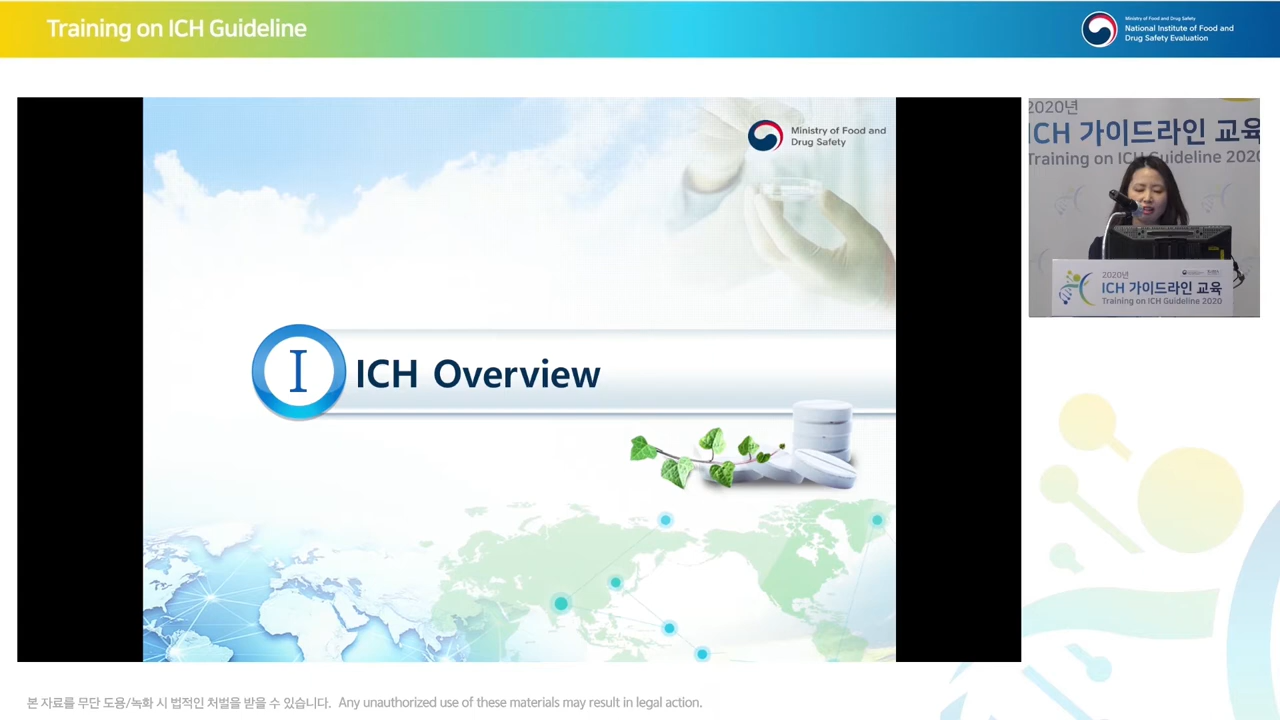 Training on ICH Guideline
Ministry of Food and Drug Safety
National Institute of Food and
Drug Safety Evaluation
Ministry of Food and
Drug Safety
I ICH Overview
2020년
ICH 가이드라인 교육
Training on ICH Guideline 2020
2020년
ICH 가이드라인 교육
Training on ICH Guideline 2020
본 자료를 무단 도용/녹화 시 법적인 처벌을 받을 수 있습니다. Any unauthorized use of these materials may result in legal action.